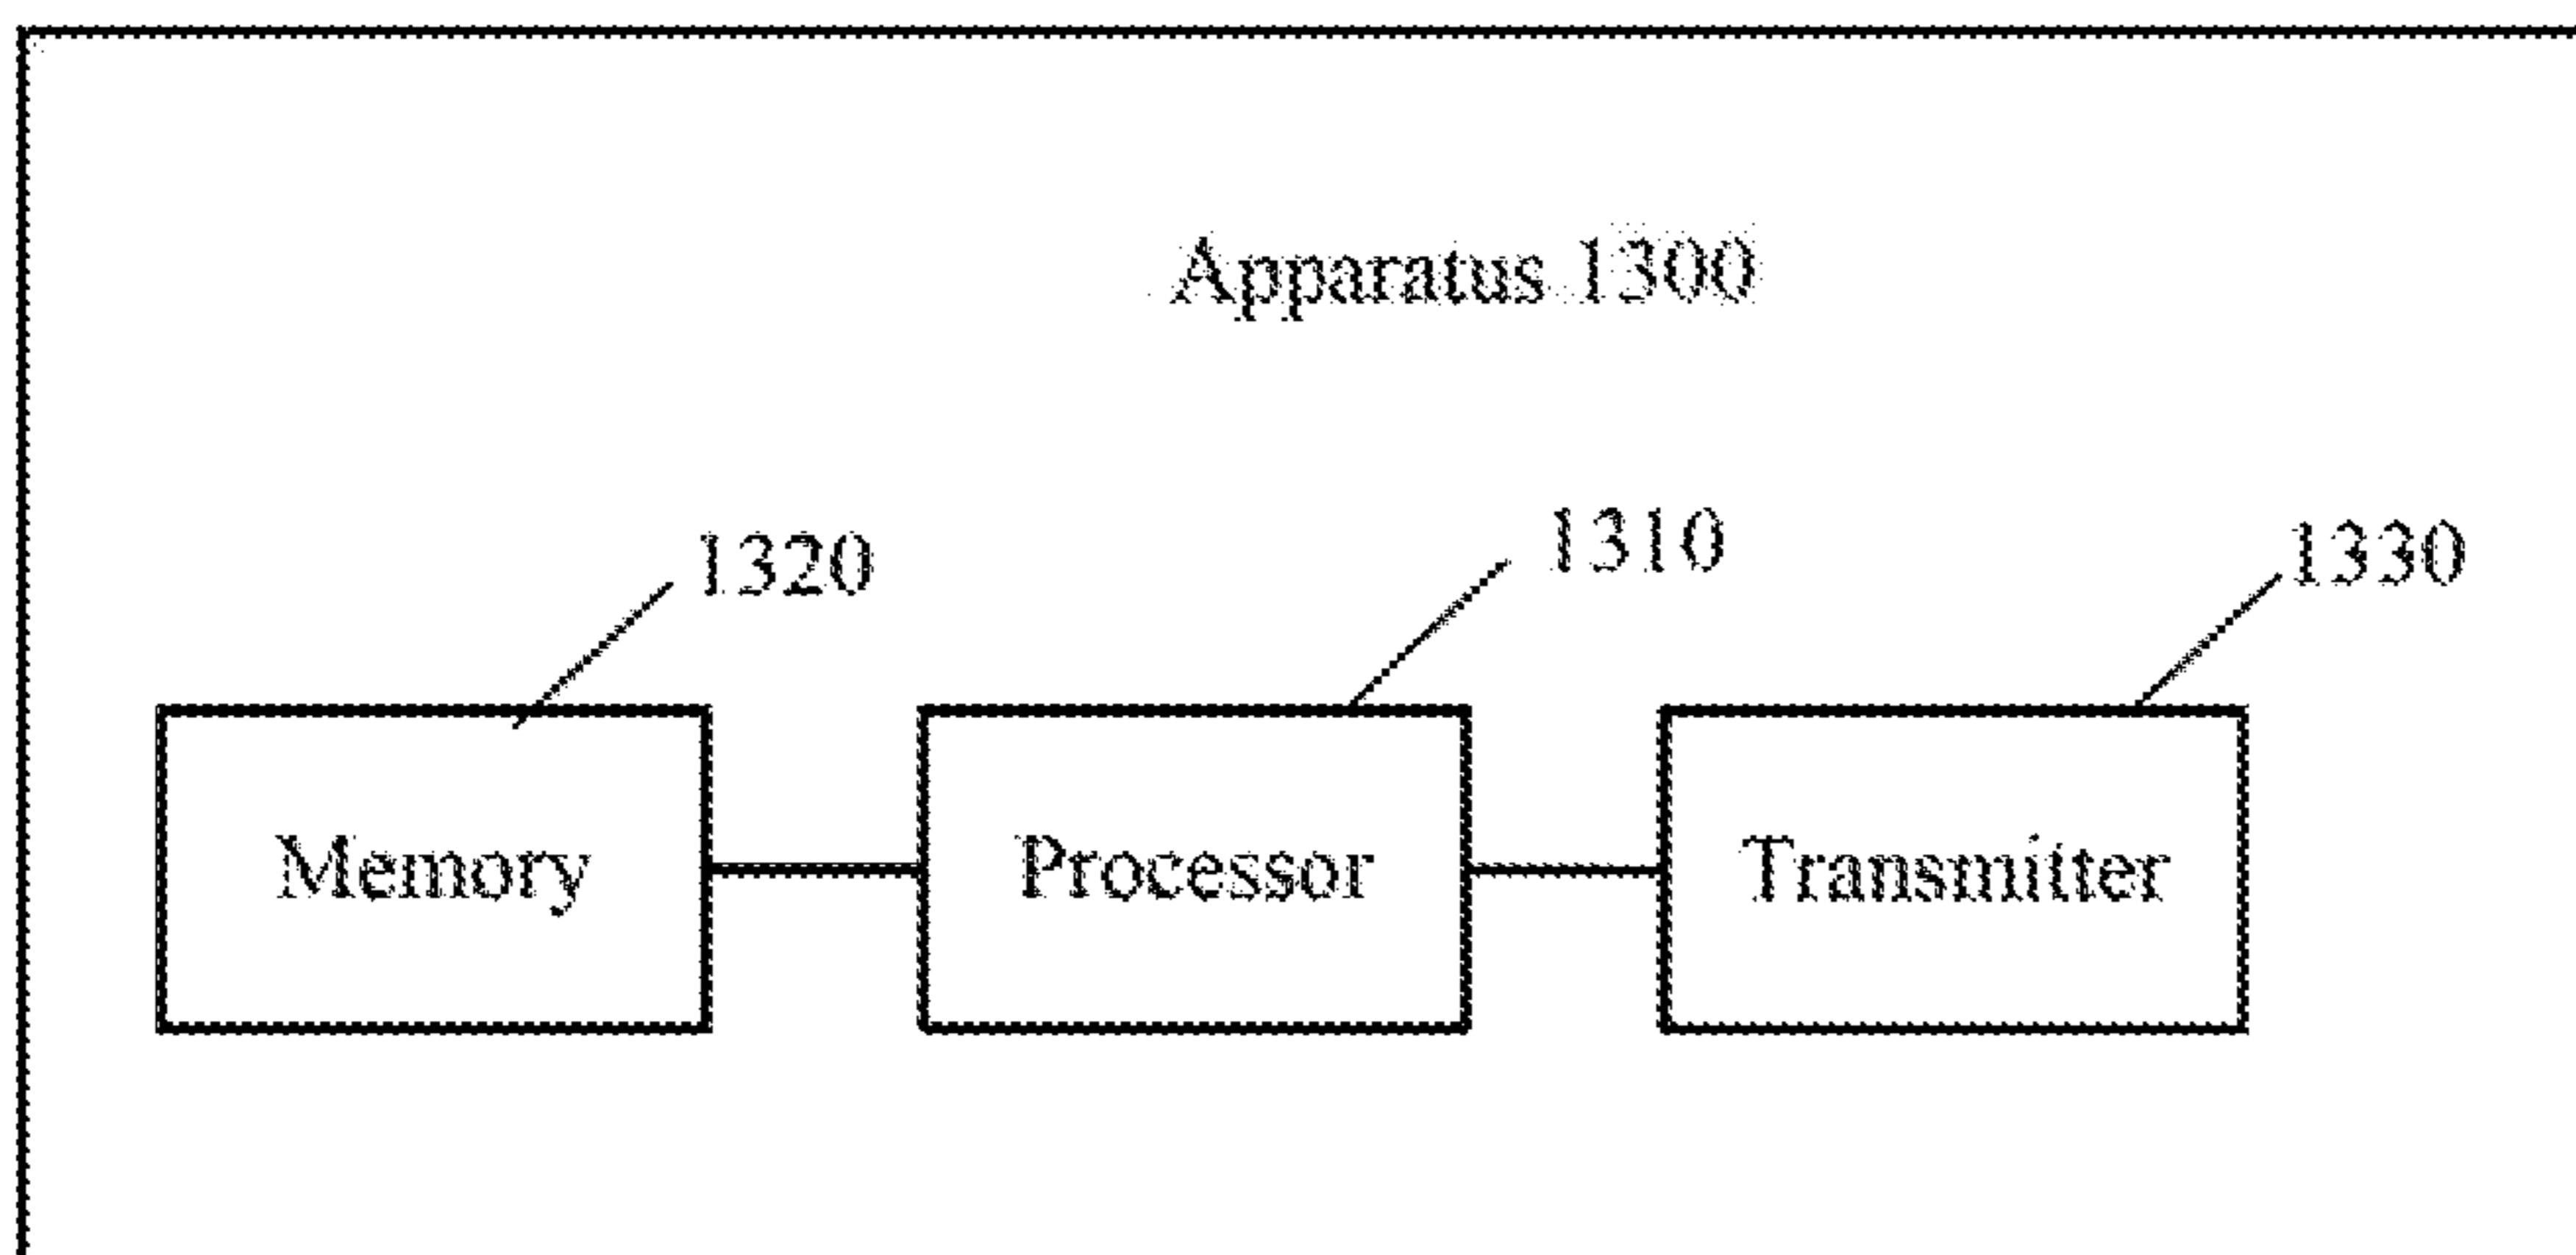 Apparatus 1300
1320
1310
1330
Memory
Processor
Transmitter